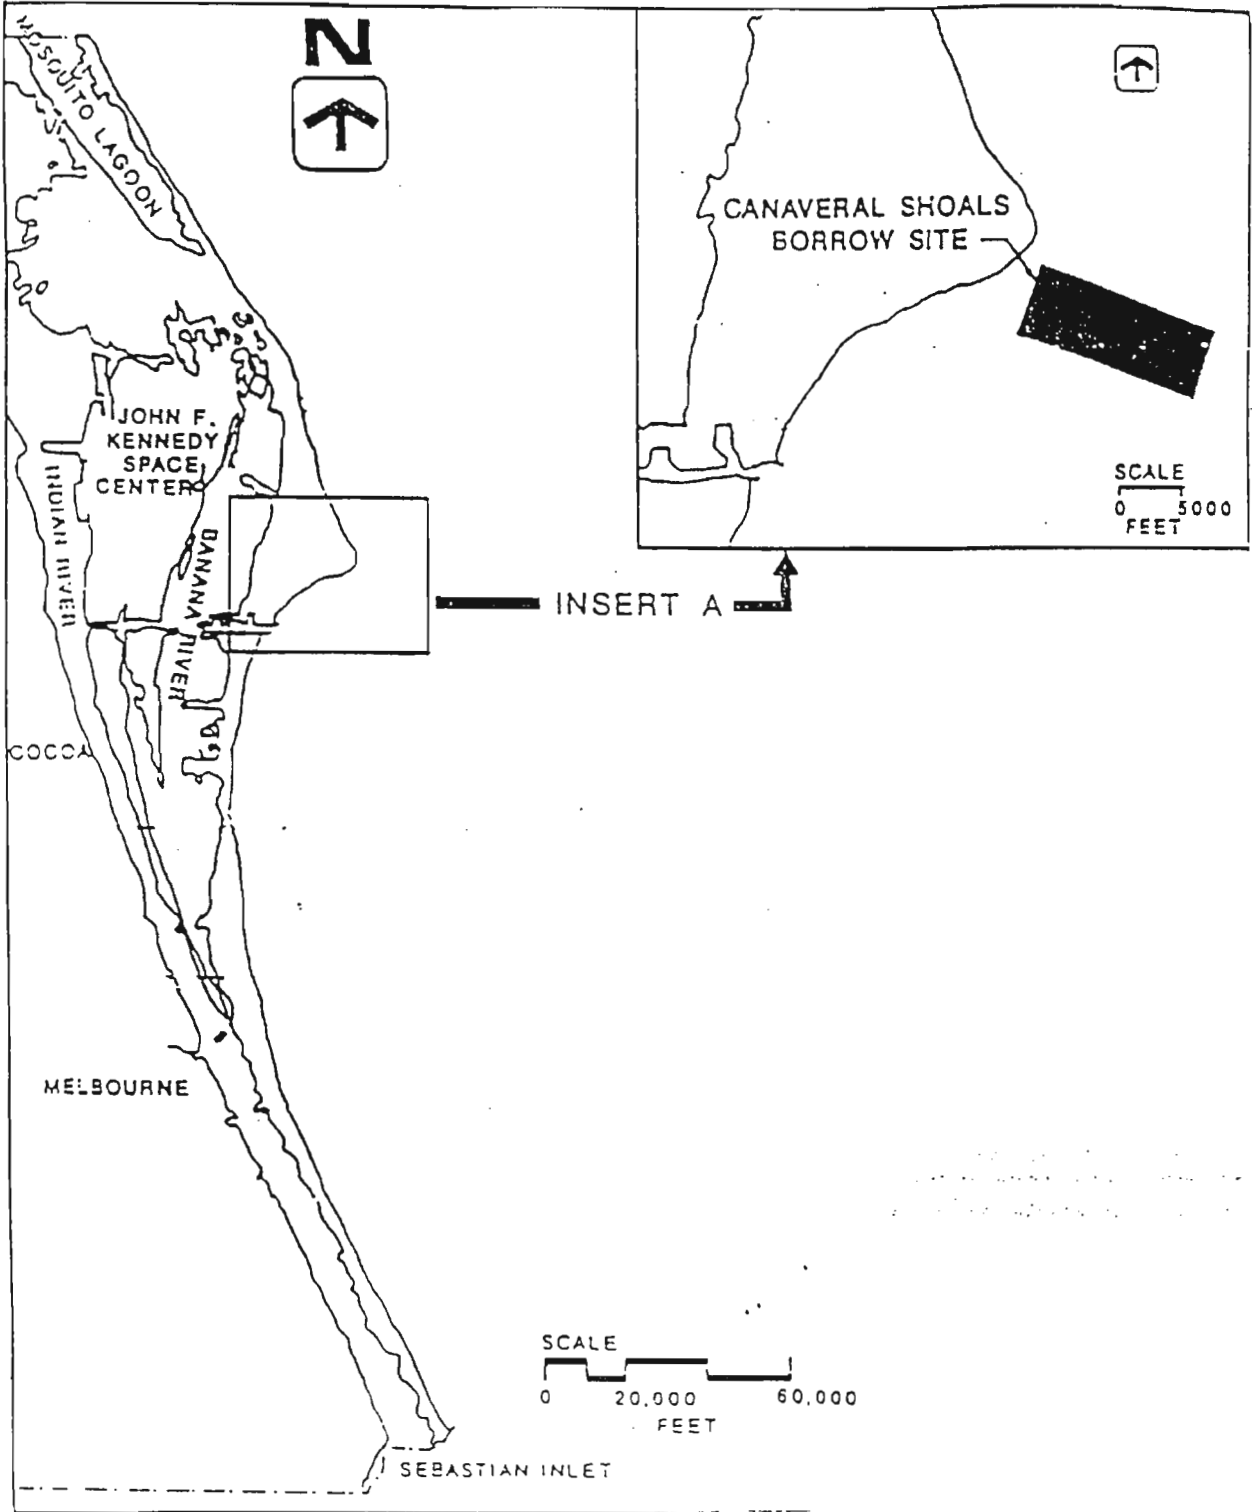 N
MOSQUITO LAGOON
CANAVERAL SHOALS
BORROW SITE
SCALE
0 5000
FEET
JOHN F.
KENNEDY
SPACE
CENTER
INDIAN RIVER
BANANA RIVER
INSERT A
COCOA
MELBOURNE
SCALE
0 20,000 60,000
FEET
SEBASTIAN INLET